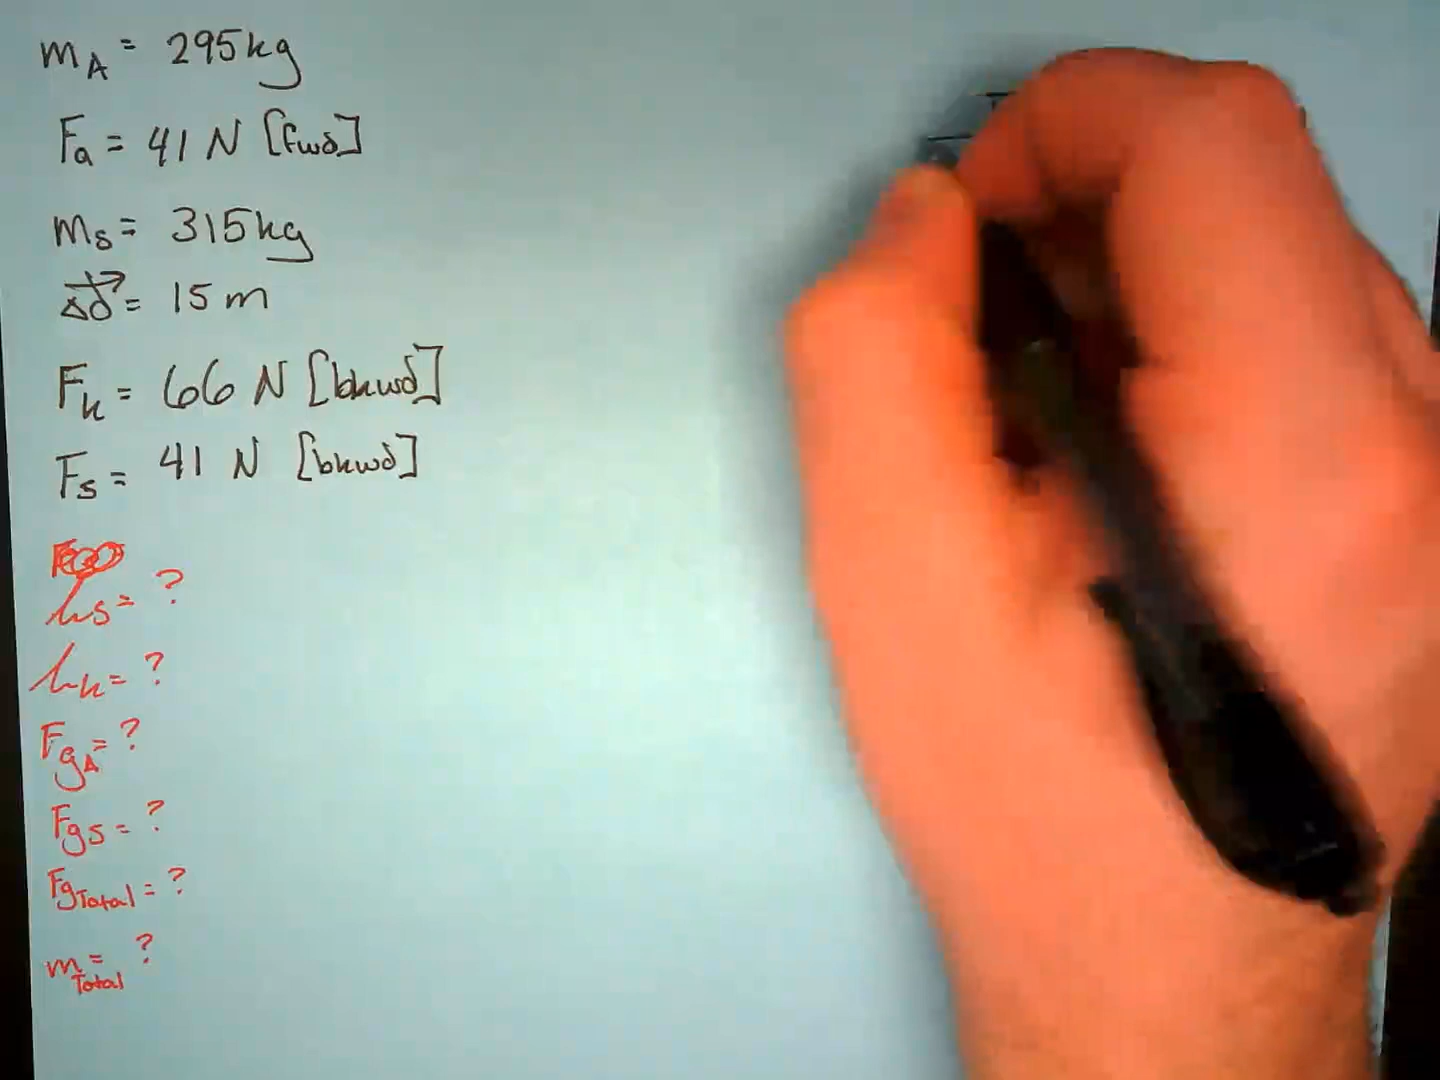 mA = 295kg
Fa = 41 N [fwd]
ms = 315kg
Δd = 15 m
Fk = 66 N [bkwd]
Fs = 41 N [bkwd]
μs = ?
μk = ?
FgA = ?
Fgs = ?
FgTotal = ?
mTotal = ?